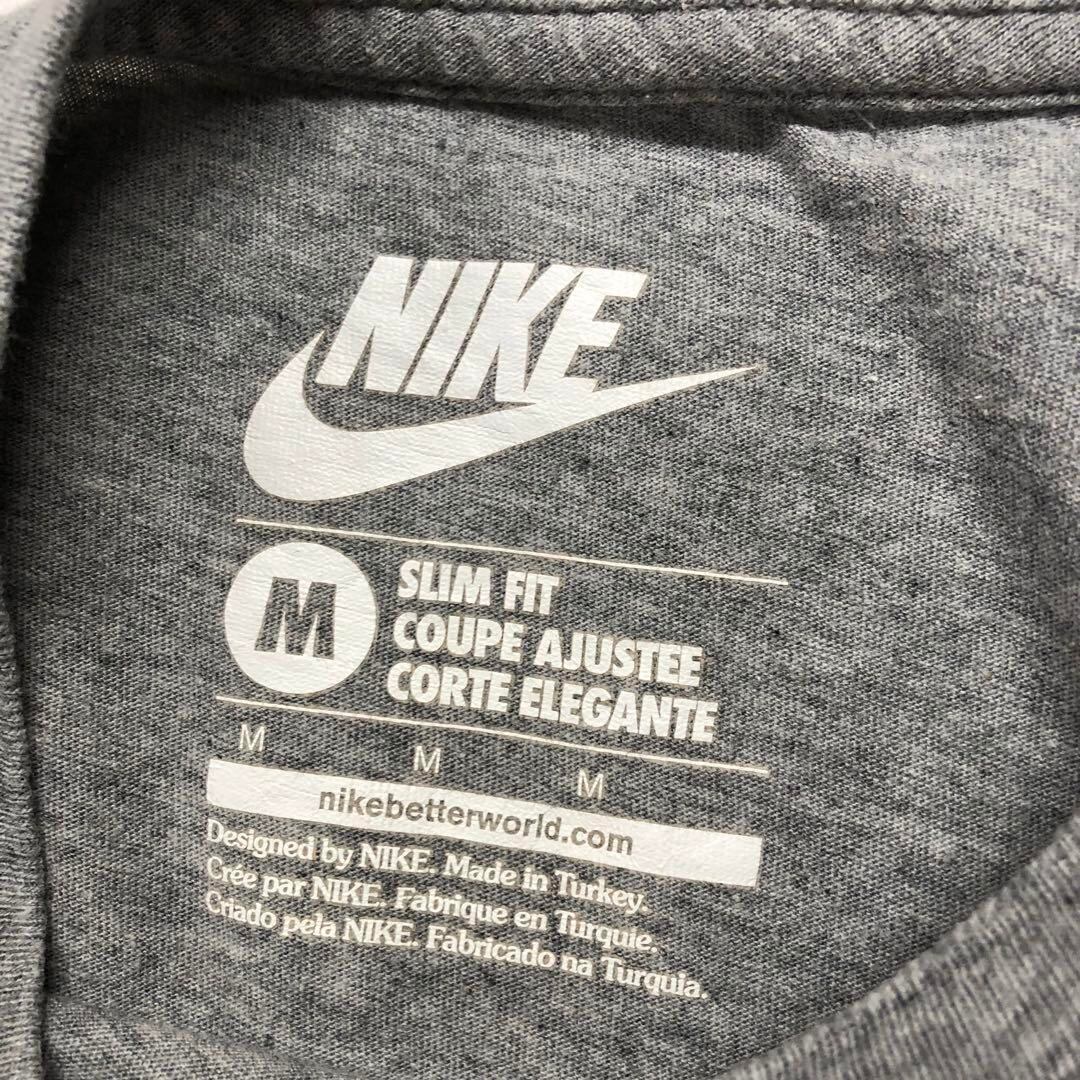 NIKE
M
SLIM FIT
COUPE AJUSTEE
CORTE ELEGANTE
M M M
nikebetterworld.com
Designed by NIKE. Made in Turkey.
Crée par NIKE. Fabrique en Turquie.
Criado pela NIKE. Fabricado na Turquia.